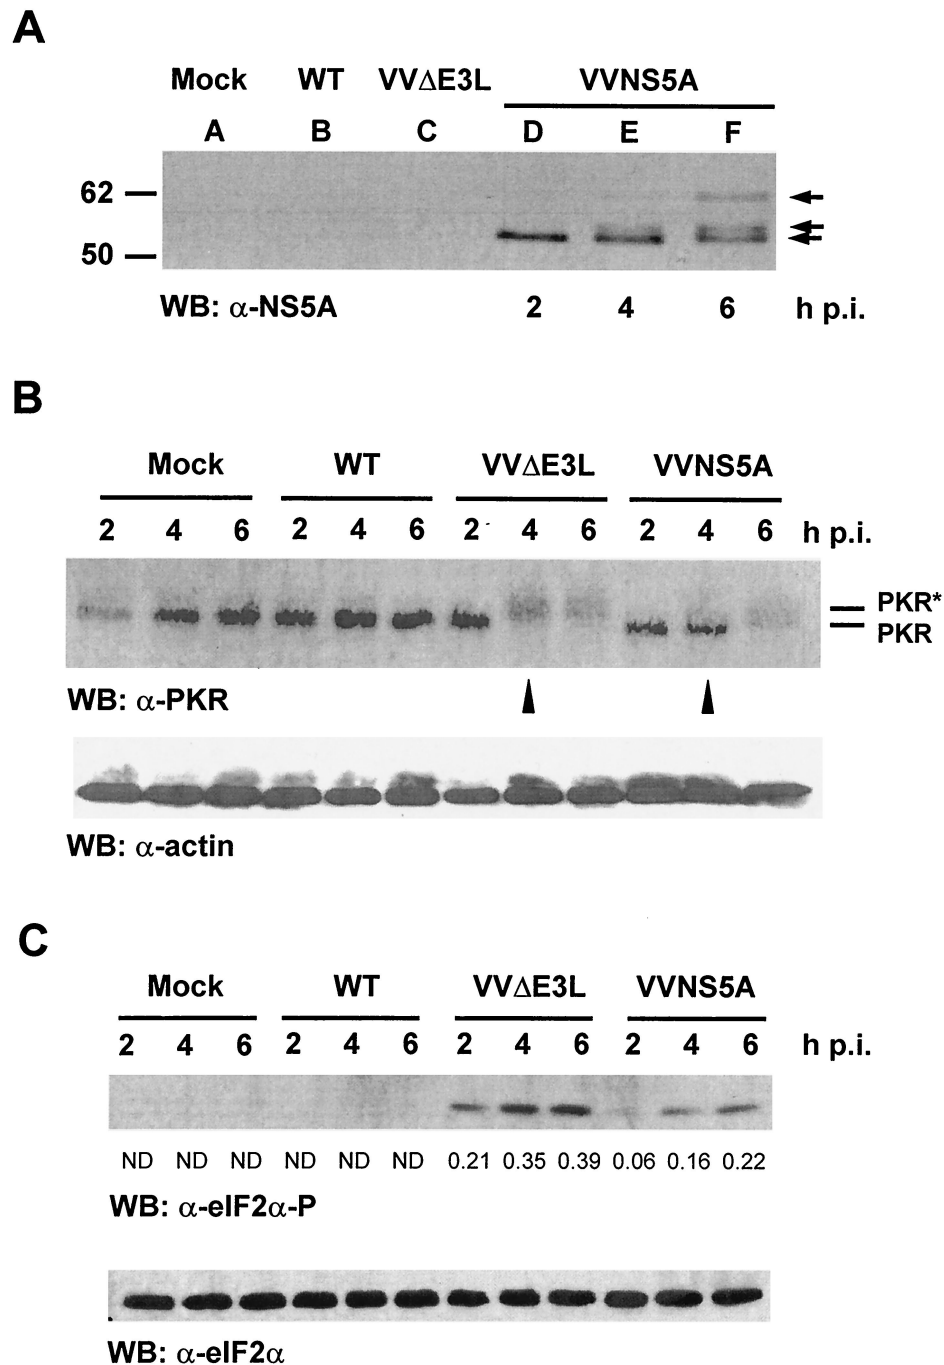 A
Mock WT VVΔE3L VVNS5A
A B C D E F
62
50
WB: α-NS5A 2 4 6 h p.i.
B
Mock WT VVΔE3L VVNS5A
2 4 6 2 4 6 2 4 6 2 4 6 h p.i.
PKR*
PKR
WB: α-PKR
WB: α-actin
C
Mock WT VVΔE3L VVNS5A
2 4 6 2 4 6 2 4 6 2 4 6 h p.i.
ND ND ND ND ND ND 0.21 0.35 0.39 0.06 0.16 0.22
WB: α-eIF2α-P
WB: α-eIF2α